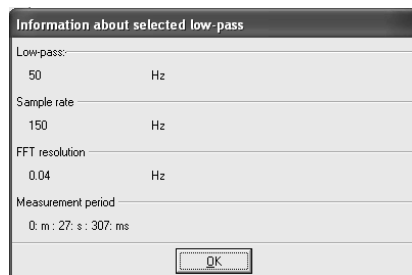 Information about selected low-pass
Low-pass:
50 Hz
Sample rate
150 Hz
FFT resolution
0.04 Hz
Measurement period
0: m : 27: s : 307: ms
OK